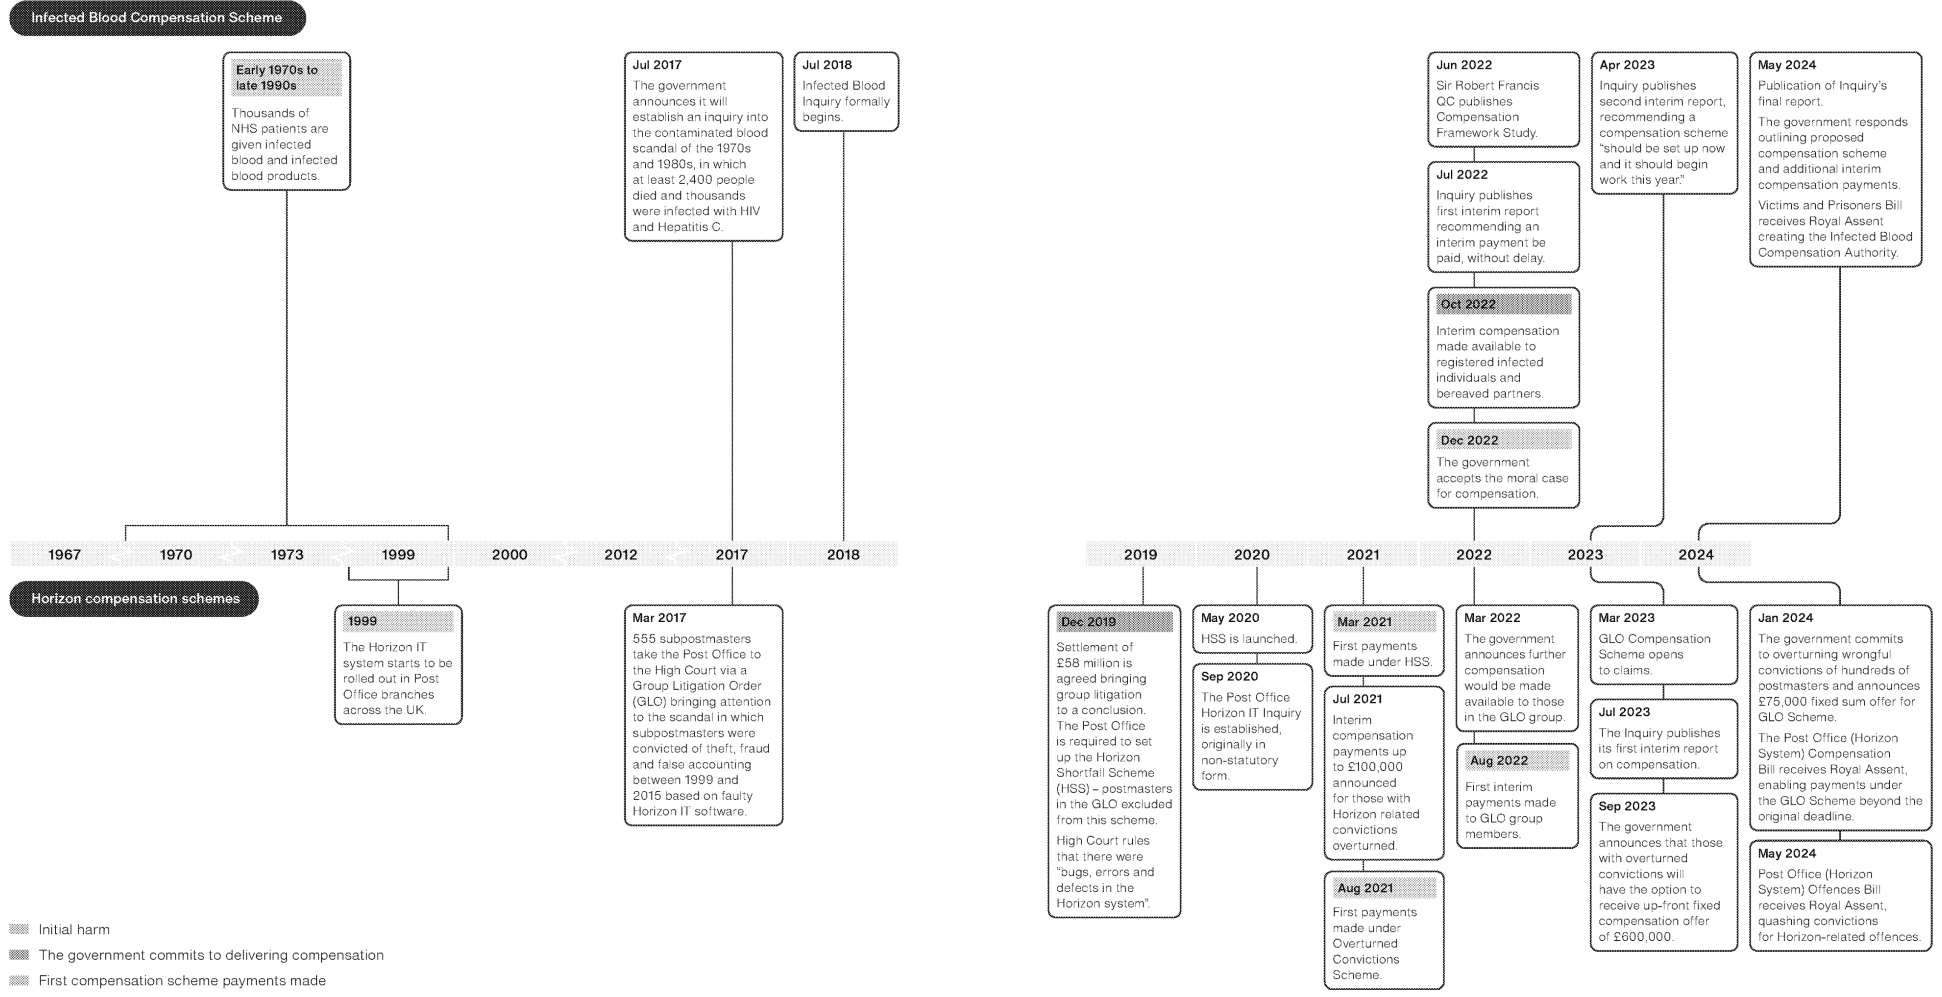 Infected Blood Compensation Scheme
Early 1970s to
late 1990s
Thousands of
NHS patients are
given infected
blood and infected
blood products.
Jul 2017
The government
announces it will
establish an inquiry into
the contaminated blood
scandal of the 1970s
and 1980s, in which
at least 2,400 people
died and thousands
were infected with HIV
and Hepatitis C.
Jul 2018
Infected Blood
Inquiry formally
begins.
Jun 2022
Sir Robert Francis
QC publishes
Compensation
Framework Study.
Jul 2022
Inquiry publishes
first interim report
recommending an
interim payment be
paid, without delay.
Oct 2022
Interim compensation
made available to
registered infected
individuals and
bereaved partners.
Dec 2022
The government
accepts the moral case
for compensation.
Apr 2023
Inquiry publishes
second interim report,
recommending a
compensation scheme
"should be set up now
and it should begin
work this year."
May 2024
Publication of Inquiry's
final report.
The government responds
outlining proposed
compensation scheme
and additional interim
compensation payments.
Victims and Prisoners Bill
receives Royal Assent
creating the Infected Blood
Compensation Authority.
1967 1970 1973 1999 2000 2012 2017 2018 2019 2020 2021 2022 2023 2024
Horizon compensation schemes
1999
The Horizon IT
system starts to be
rolled out in Post
Office branches
across the UK.
Mar 2017
555 subpostmasters
take the Post Office to
the High Court via a
Group Litigation Order
(GLO) bringing attention
to the scandal in which
subpostmasters were
convicted of theft, fraud
and false accounting
between 1999 and
2015 based on faulty
Horizon IT software.
Dec 2019
Settlement of
£58 million is
agreed bringing
group litigation
to a conclusion.
The Post Office
is required to set
up the Horizon
Shortfall Scheme
(HSS) – postmasters
in the GLO excluded
from this scheme.
High Court rules
that there were
"bugs, errors and
defects in the
Horizon system".
May 2020
HSS is launched.
Sep 2020
The Post Office
Horizon IT Inquiry
is established,
originally in
non-statutory
form.
Mar 2021
First payments
made under HSS.
Jul 2021
Interim
compensation
payments up
to £100,000
announced
for those with
Horizon related
convictions
overturned.
Aug 2021
First payments
made under
Overturned
Convictions
Scheme.
Mar 2022
The government
announces further
compensation
would be made
available to those
in the GLO group.
Aug 2022
First interim
payments made
to GLO group
members.
Mar 2023
GLO Compensation
Scheme opens
to claims.
Jul 2023
The Inquiry publishes
its first interim report
on compensation.
Sep 2023
The government
announces that those
with overturned
convictions will
have the option to
receive up-front fixed
compensation offer
of £600,000.
Jan 2024
The government commits
to overturning wrongful
convictions of hundreds of
postmasters and announces
£75,000 fixed sum offer for
GLO Scheme.
The Post Office (Horizon
System) Compensation
Bill receives Royal Assent,
enabling payments under
the GLO Scheme beyond the
original deadline.
May 2024
Post Office (Horizon
System) Offences Bill
receives Royal Assent,
quashing convictions
for Horizon-related offences.
Initial harm
The government commits to delivering compensation
First compensation scheme payments made